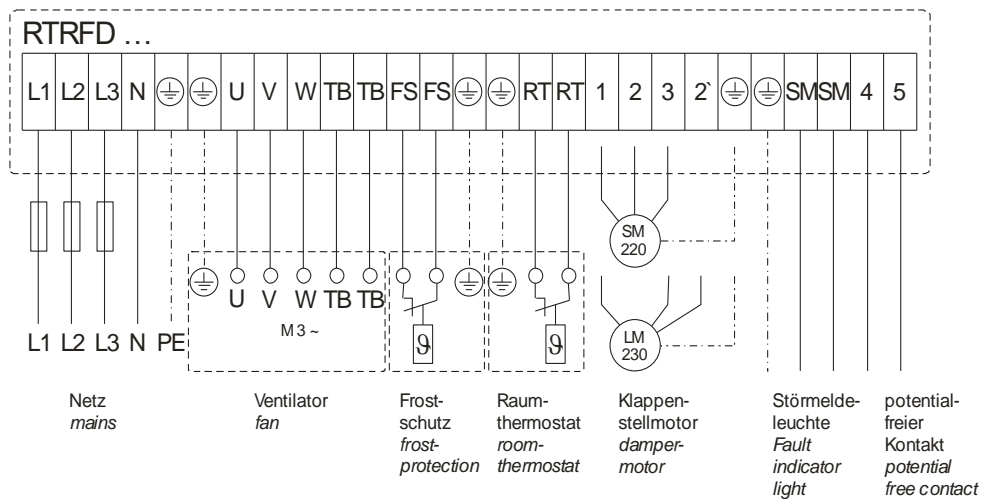 RTRFD ...
L1 L2 L3 N U V W TB TB FS FS RT RT 1 2 3 2` SM SM 4 5
SM
220
U V W TB TB
M 3 ~
ϑ ϑ
LM
230
L1 L2 L3 N PE
Netz
mains
Ventilator
fan
Frost-
schutz
frost-
protection
Raum-
thermostat
room-
thermostat
Klappen-
stellmotor
damper-
motor
Störmelde-
leuchte
Fault
indicator
light
potential-
freier
Kontakt
potential
free contact